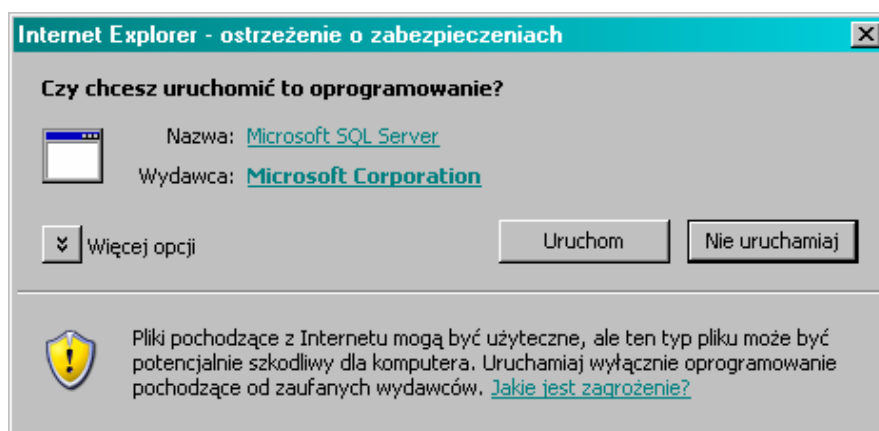 Internet Explorer - ostrzeżenie o zabezpieczeniach
Czy chcesz uruchomić to oprogramowanie?
Nazwa: Microsoft SQL Server
Wydawca: Microsoft Corporation
Więcej opcji
Uruchom
Nie uruchamiaj
Pliki pochodzące z Internetu mogą być użyteczne, ale ten typ pliku może być
potencjalnie szkodliwy dla komputera. Uruchamiaj wyłącznie oprogramowanie
pochodzące od zaufanych wydawców. Jakie jest zagrożenie?